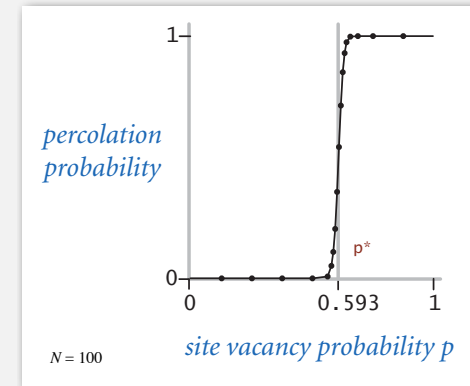 1
percolation
probability
p*
0
0 0.593 1
site vacancy probability p
N = 100